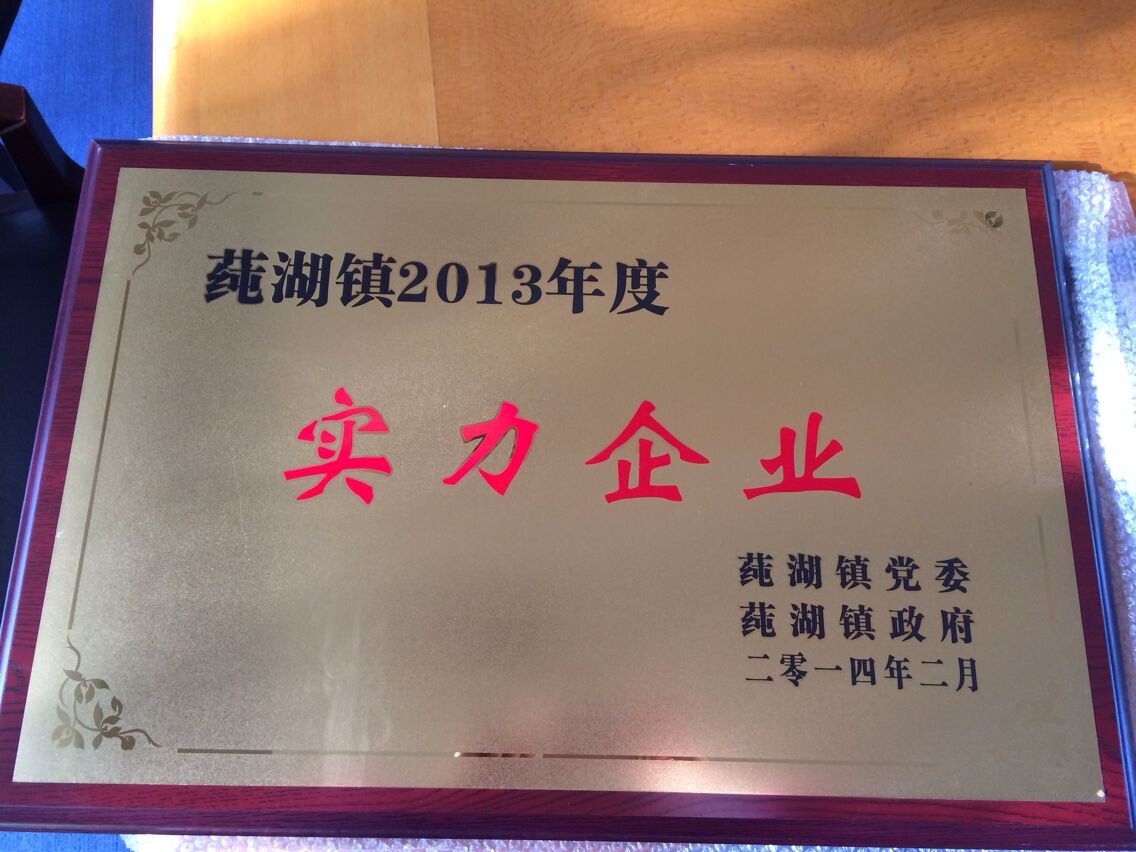 莼湖镇2013年度
实力企业
莼湖镇党委
莼湖镇政府
二零一四年二月